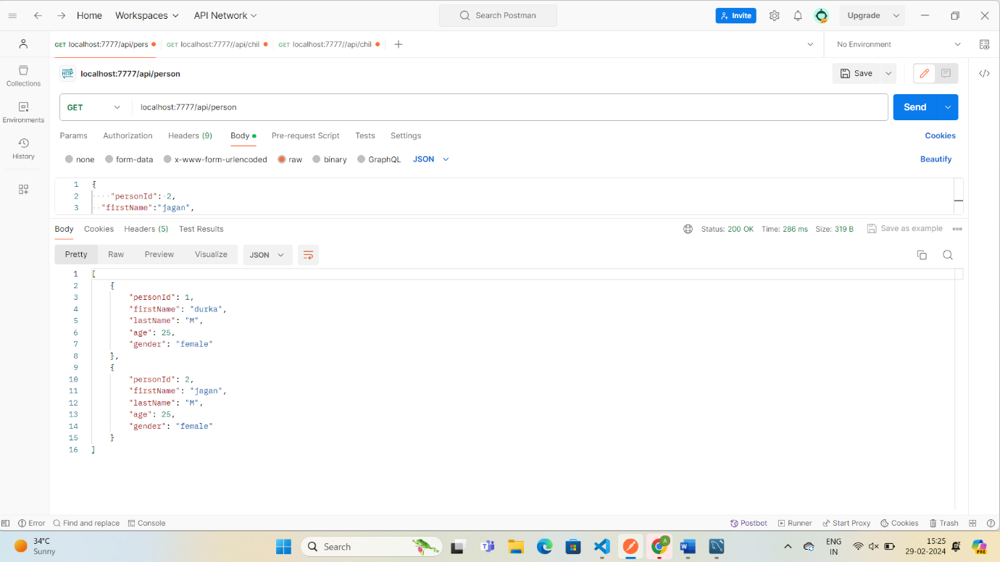 Home Workspaces API Network Search Postman Invite Upgrade
GET localhost:7777/api/pers GET localhost:7777//api/chil GET localhost:7777//api/chil No Environment
HTTP localhost:7777/api/person Save
GET localhost:7777/api/person Send
Params Authorization Headers (9) Body Pre-request Script Tests Settings Cookies
none form-data x-www-form-urlencoded raw binary GraphQL JSON Beautify
Collections
Environments
History
1 {
2 "personId": 2,
3 "firstName":"jagan",
Body Cookies Headers (5) Test Results Status: 200 OK Time: 286 ms Size: 319 B Save as example
Pretty Raw Preview Visualize JSON
1 [
2 {
3 "personId": 1,
4 "firstName": "durka",
5 "lastName": "M",
6 "age": 25,
7 "gender": "female"
8 },
9 {
10 "personId": 2,
11 "firstName": "jagan",
12 "lastName": "M",
13 "age": 25,
14 "gender": "female"
15 }
16 ]
Error Find and replace Console Postbot Runner Start Proxy Cookies Trash
34°C
Sunny
Search
A
ENG
IN
15:25
29-02-2024
PRE